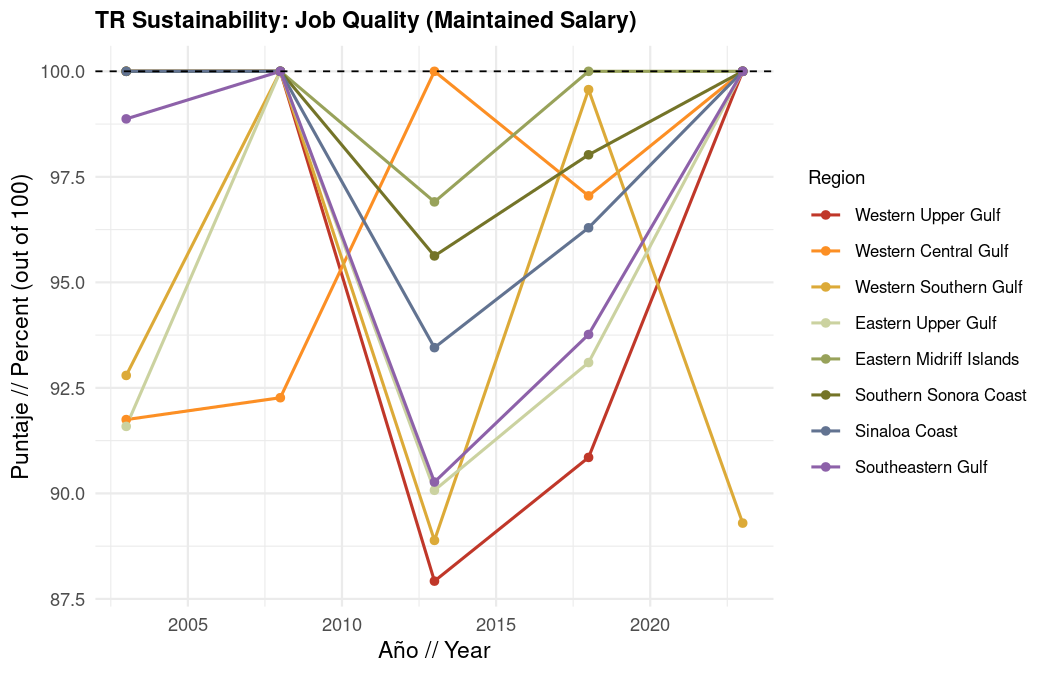 TR Sustainability: Job Quality (Maintained Salary)
Puntaje // Percent (out of 100)
100.0
97.5
95.0
92.5
90.0
87.5
2005
2010
2015
2020
Año // Year
Region
Western Upper Gulf
Western Central Gulf
Western Southern Gulf
Eastern Upper Gulf
Eastern Midriff Islands
Southern Sonora Coast
Sinaloa Coast
Southeastern Gulf